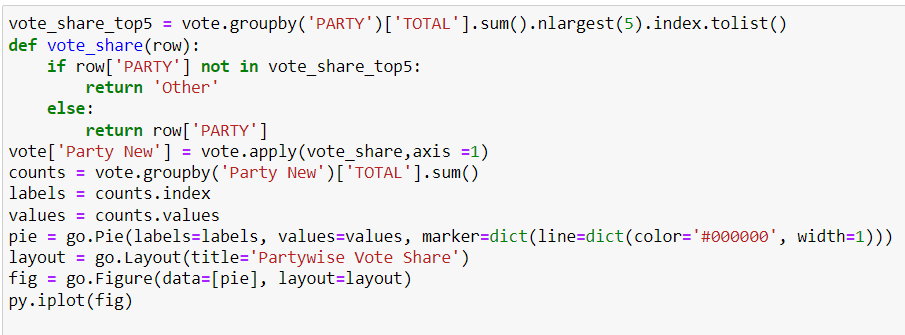 vote_share_top5 = vote.groupby('PARTY')['TOTAL'].sum().nlargest(5).index.tolist()
def vote_share(row):
    if row['PARTY'] not in vote_share_top5:
        return 'Other'
    else:
        return row['PARTY']
vote['Party New'] = vote.apply(vote_share,axis =1)
counts = vote.groupby('Party New')['TOTAL'].sum()
labels = counts.index
values = counts.values
pie = go.Pie(labels=labels, values=values, marker=dict(line=dict(color='#000000', width=1)))
layout = go.Layout(title='Partywise Vote Share')
fig = go.Figure(data=[pie], layout=layout)
py.iplot(fig)